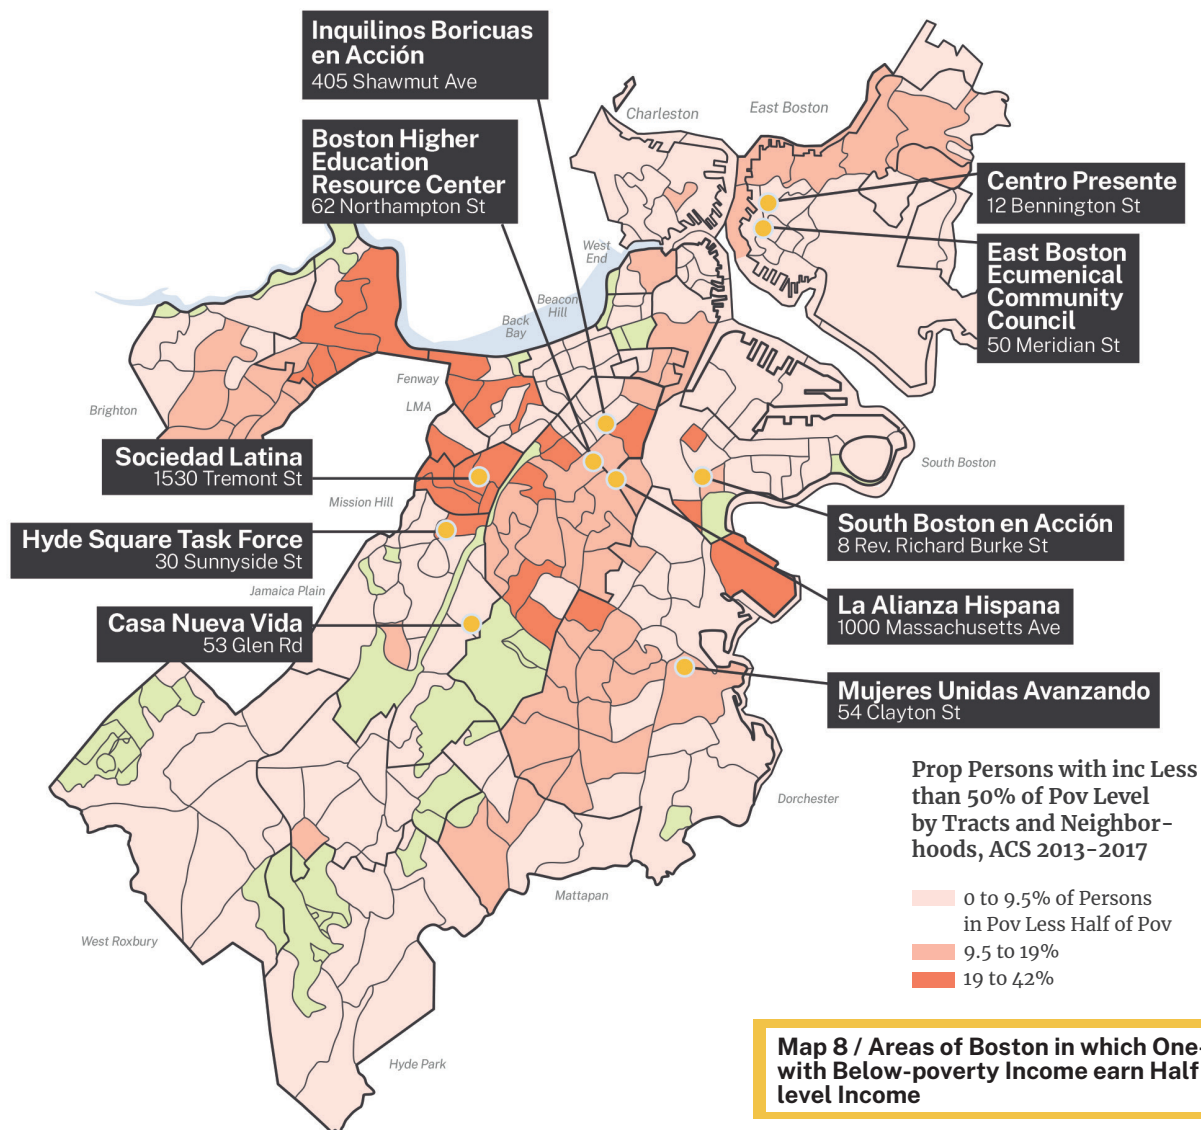 Inquilinos Boricuas
en Acción
405 Shawmut Ave
Boston Higher
Education
Resource Center
62 Northampton St
Charleston
East Boston
Centro Presente
12 Bennington St
East Boston
Ecumenical
Community
Council
50 Meridian St
West
End
Beacon
Hill
Back
Bay
Fenway
LMA
Brighton
Sociedad Latina
1530 Tremont St
Mission Hill
South Boston
South Boston en Acción
8 Rev. Richard Burke St
Hyde Square Task Force
30 Sunnyside St
Jamaica Plain
La Alianza Hispana
1000 Massachusetts Ave
Casa Nueva Vida
53 Glen Rd
Mujeres Unidas Avanzando
54 Clayton St
Dorchester
Prop Persons with inc Less
than 50% of Pov Level
by Tracts and Neighbor-
hoods, ACS 2013-2017
0 to 9.5% of Persons
in Pov Less Half of Pov
9.5 to 19%
19 to 42%
Mattapan
West Roxbury
Hyde Park
Map 8 / Areas of Boston in which One-
with Below-poverty Income earn Half
level Income